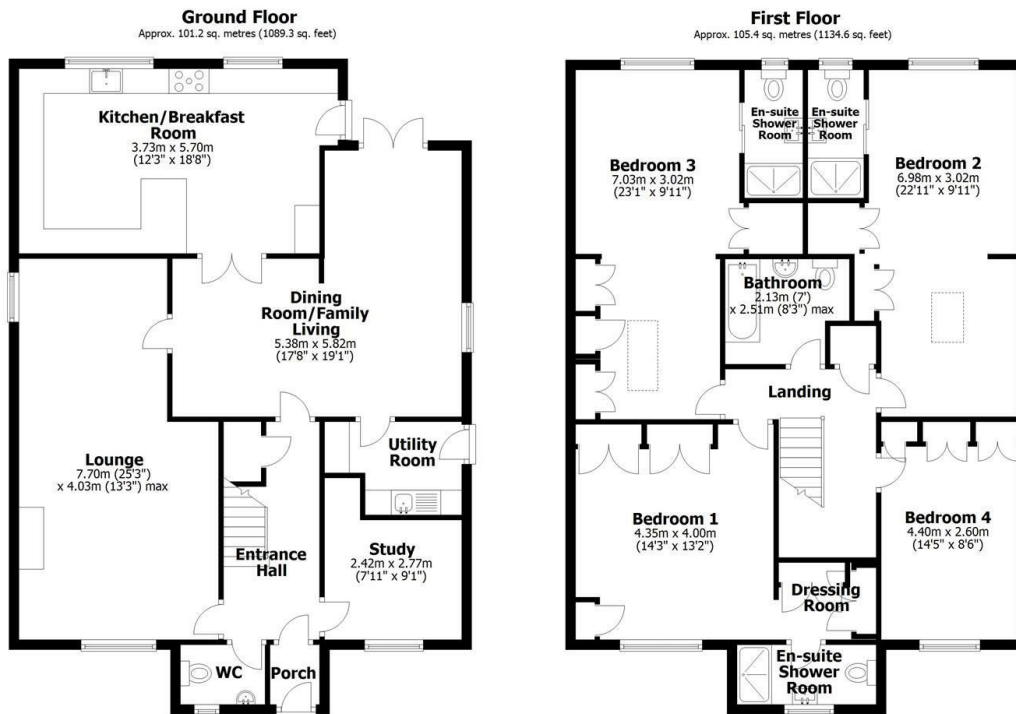 Ground Floor
Approx. 101.2 sq. metres (1089.3 sq. feet)
Kitchen/Breakfast
Room
3.73m x 5.70m
(12'3" x 18'8")
Dining
Room/Family
Living
5.38m x 5.82m
(17'8" x 19'1")
Lounge
7.70m (25'3")
x 4.03m (13'3") max
Utility
Room
Entrance
Hall
Study
2.42m x 2.77m
(7'11" x 9'1")
WC
Porch
First Floor
Approx. 105.4 sq. metres (1134.6 sq. feet)
En-suite
Shower
Room
En-suite
Shower
Room
Bedroom 3
7.03m x 3.02m
(23'1" x 9'11")
Bedroom 2
6.98m x 3.02m
(22'11" x 9'11")
Bathroom
2.13m (7')
x 2.51m (8'3") max
Landing
Bedroom 1
4.35m x 4.00m
(14'3" x 13'2")
Bedroom 4
4.40m x 2.60m
(14'5" x 8'6")
Dressing
Room
En-suite
Shower
Room